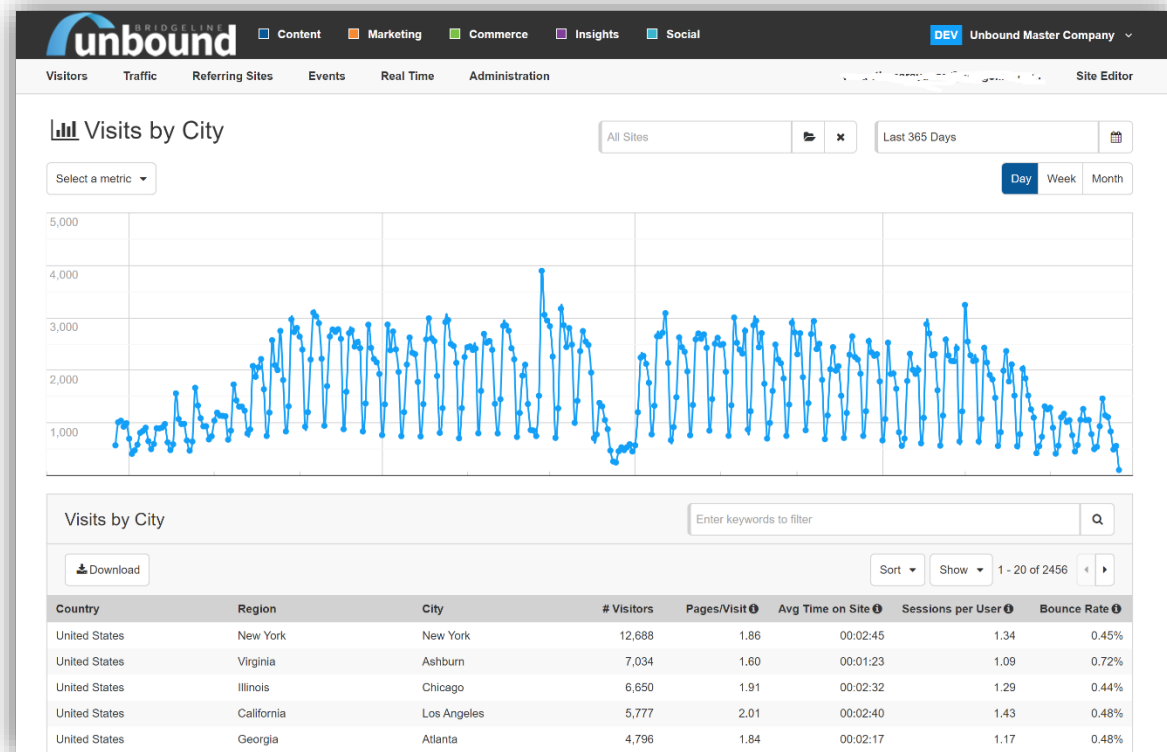 BRIDGELINE
unbound
Content Marketing Commerce Insights Social
DEV Unbound Master Company
Visitors Traffic Referring Sites Events Real Time Administration Site Editor
Visits by City
All Sites
Last 365 Days
Select a metric
Day Week Month
5,000
4,000
3,000
2,000
1,000
Visits by City
Enter keywords to filter
Download
Sort Show 1 - 20 of 2456
Country Region City # Visitors Pages/Visit Avg Time on Site Sessions per User Bounce Rate
United States New York New York 12,688 1.86 00:02:45 1.34 0.45%
United States Virginia Ashburn 7,034 1.60 00:01:23 1.09 0.72%
United States Illinois Chicago 6,650 1.91 00:02:32 1.29 0.44%
United States California Los Angeles 5,777 2.01 00:02:40 1.43 0.48%
United States Georgia Atlanta 4,796 1.84 00:02:17 1.17 0.48%